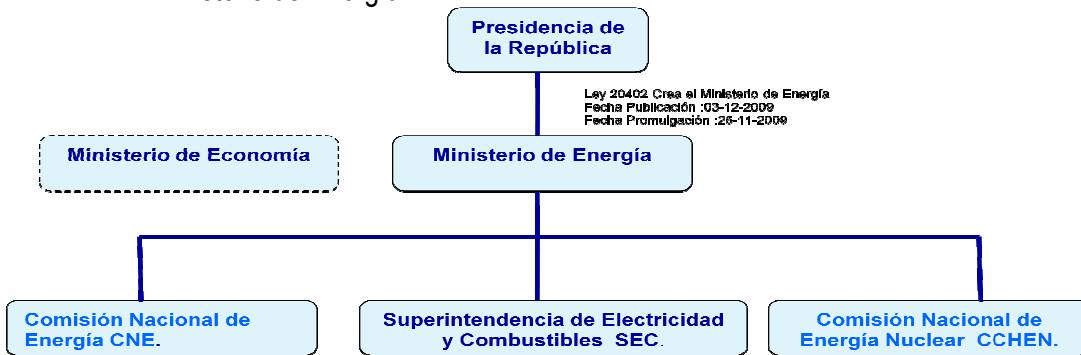 Presidencia de
la República
Ley 20402 Crea el Ministerio de Energía
Fecha Publicación :03-12-2009
Fecha Promulgación :25-11-2009
Ministerio de Economía
Ministerio de Energía
Comisión Nacional de
Energía CNE.
Superintendencia de Electricidad
y Combustibles SEC.
Comisión Nacional de
Energía Nuclear CCHEN.